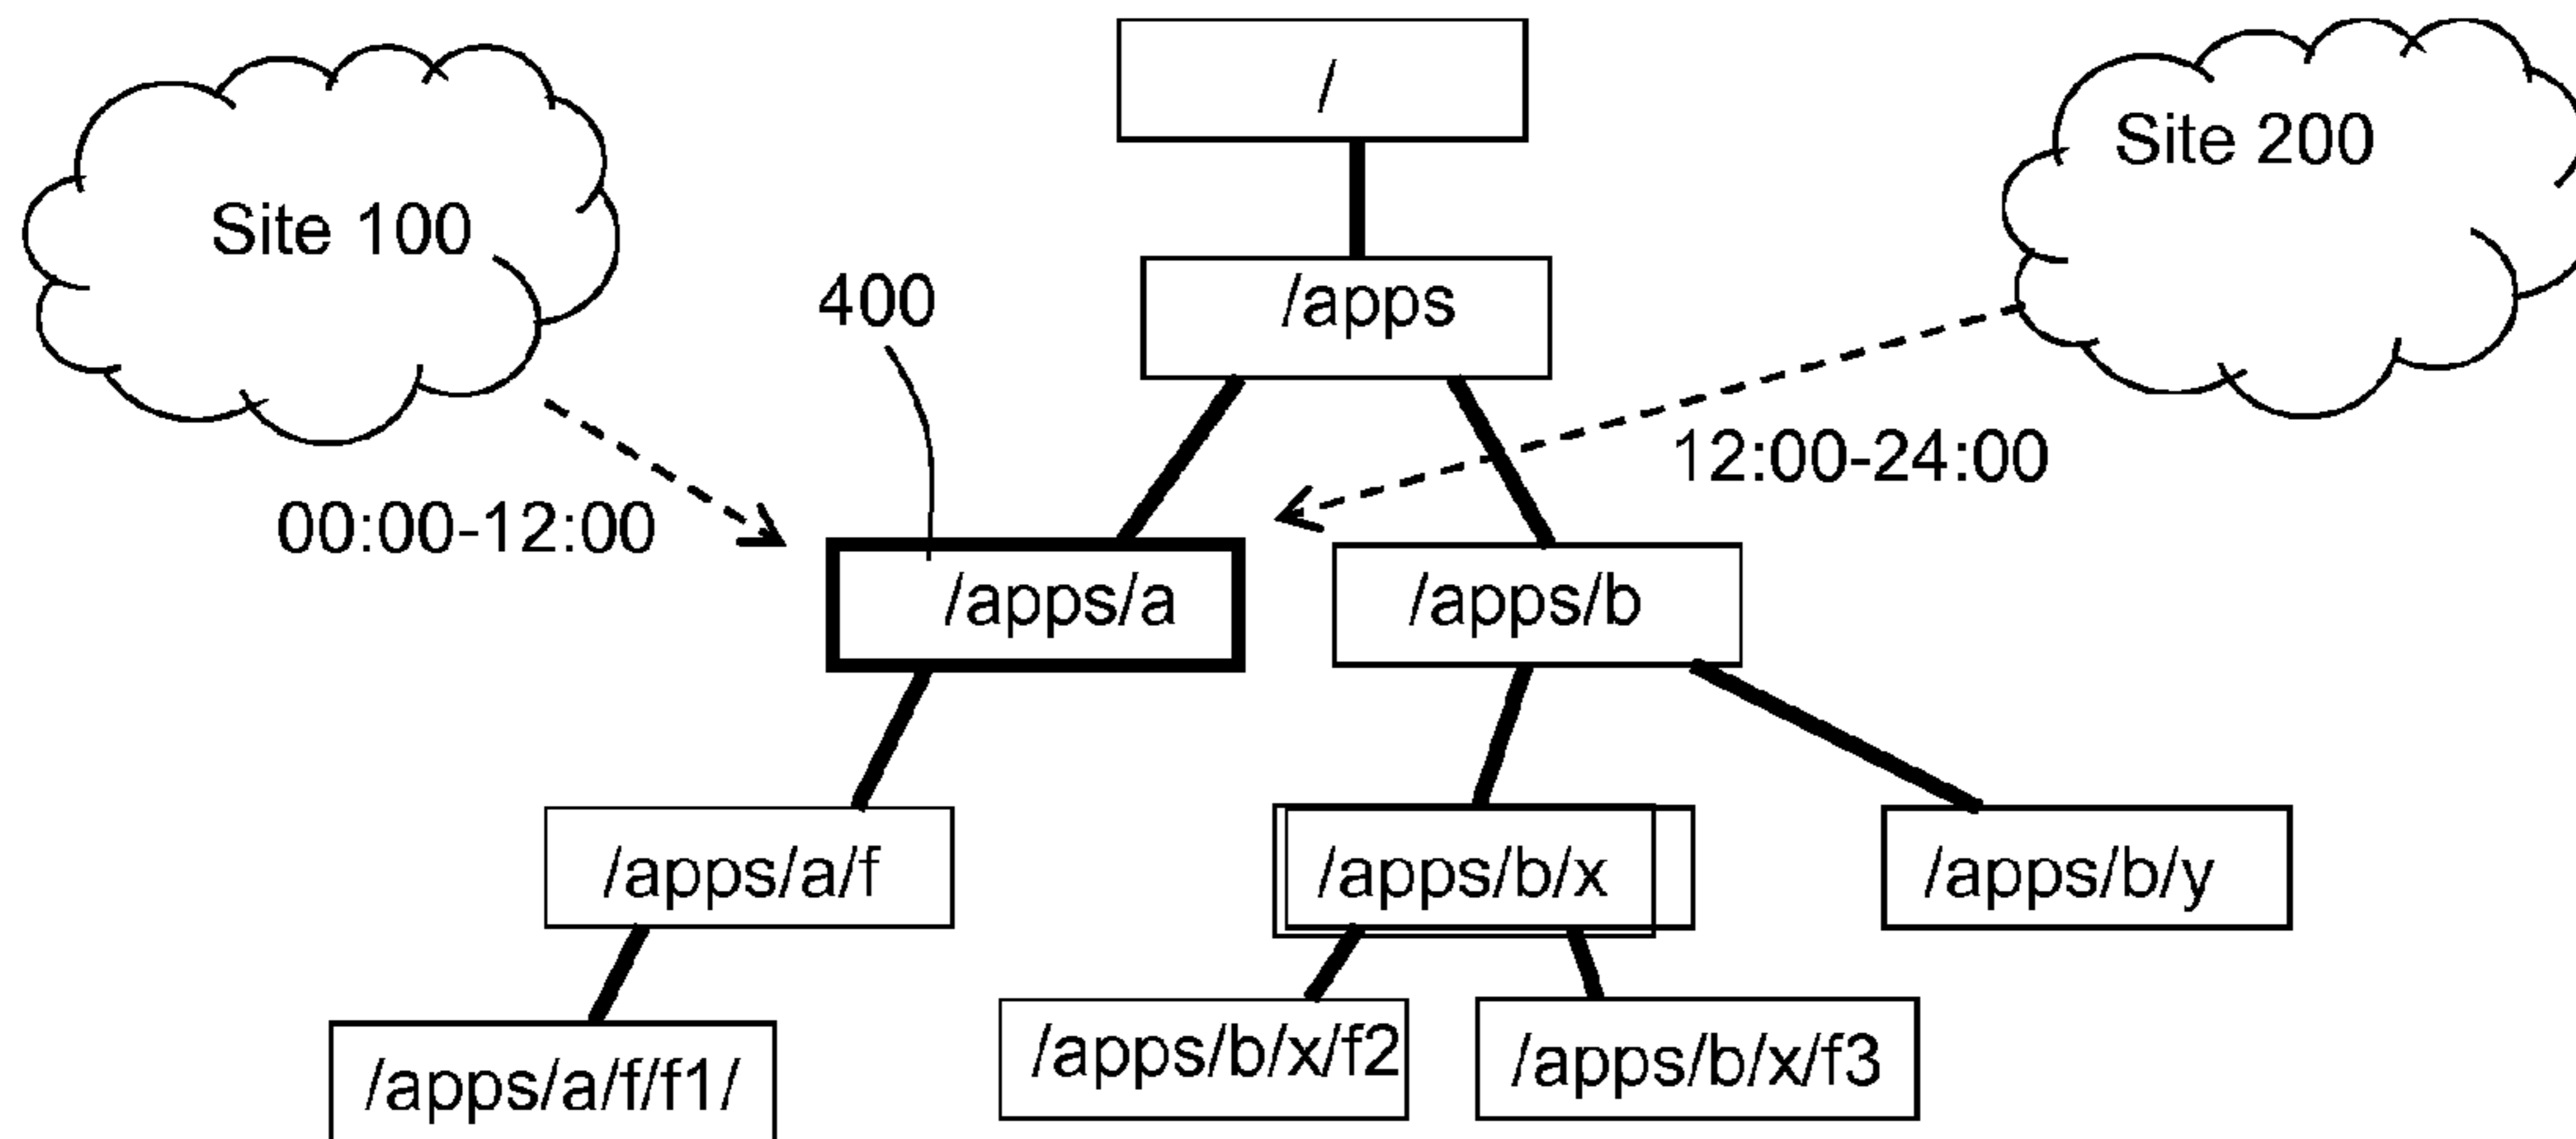 /
Site 100
Site 200
/apps
400
12:00-24:00
00:00-12:00
/apps/a
/apps/b
/apps/a/f
/apps/b/x
/apps/b/y
/apps/a/f/f1/
/apps/b/x/f2
/apps/b/x/f3